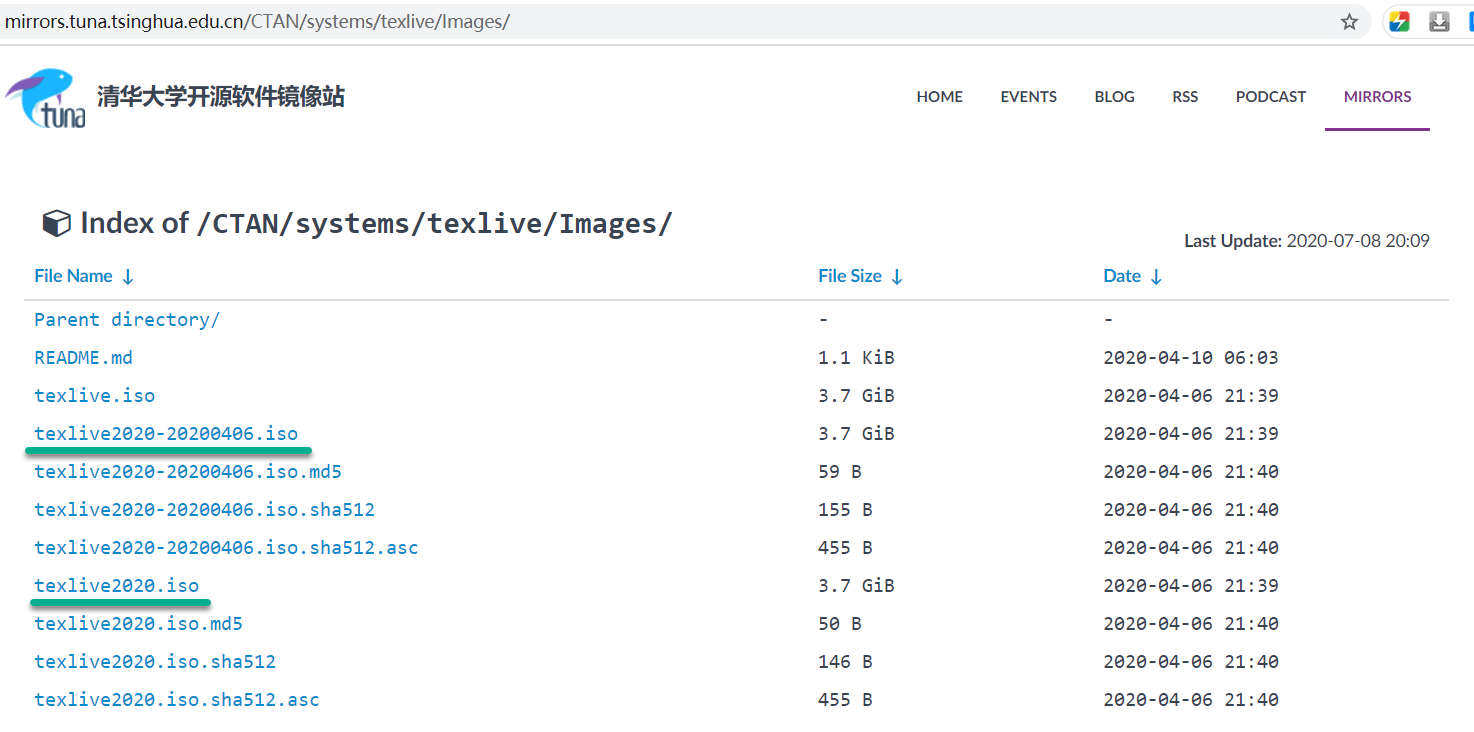 mirrors.tuna.tsinghua.edu.cn/CTAN/systems/texlive/Images/
tuna 清华大学开源软件镜像站 HOME EVENTS BLOG RSS PODCAST MIRRORS
Index of /CTAN/systems/texlive/Images/
Last Update: 2020-07-08 20:09
File Name ↓ File Size ↓ Date ↓
Parent directory/ - -
README.md 1.1 KiB 2020-04-10 06:03
texlive.iso 3.7 GiB 2020-04-06 21:39
texlive2020-20200406.iso 3.7 GiB 2020-04-06 21:39
texlive2020-20200406.iso.md5 59 B 2020-04-06 21:40
texlive2020-20200406.iso.sha512 155 B 2020-04-06 21:40
texlive2020-20200406.iso.sha512.asc 455 B 2020-04-06 21:40
texlive2020.iso 3.7 GiB 2020-04-06 21:39
texlive2020.iso.md5 50 B 2020-04-06 21:40
texlive2020.iso.sha512 146 B 2020-04-06 21:40
texlive2020.iso.sha512.asc 455 B 2020-04-06 21:40